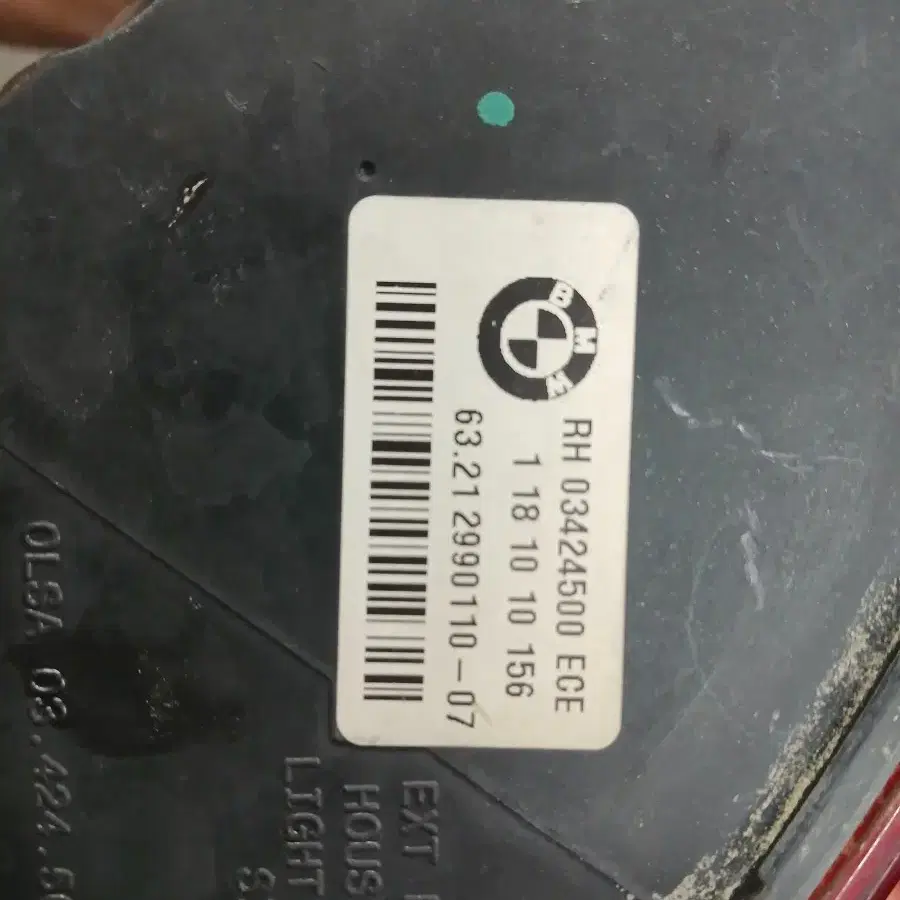 BMW
RH 03424500 ECE
1 18 10 10 156
63.21 2990110-07
EXT
HOUS
LIGHT
S
OLSA 03.424.50